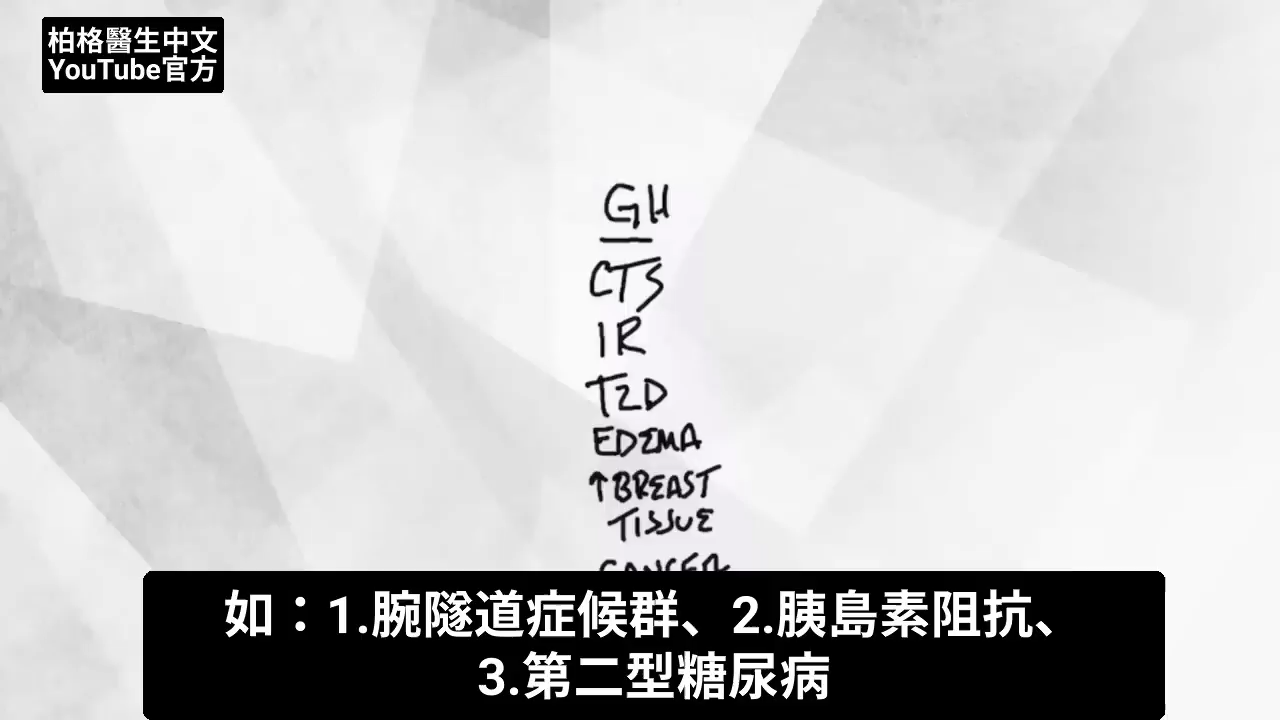 柏格醫生中文
YouTube官方
GH
CTS
IR
T2D
EDEMA
↑BREAST
TISSUE
CANCER
如：1.腕隧道症候群、2.胰島素阻抗、
3.第二型糖尿病